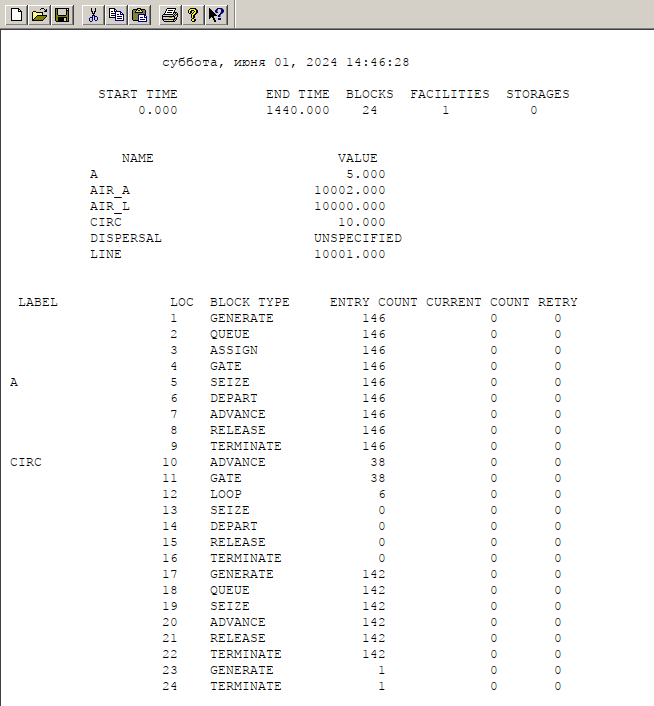 суббота, июня 01, 2024 14:46:28
START TIME END TIME BLOCKS FACILITIES STORAGES
0.000 1440.000 24 1 0
NAME VALUE
A 5.000
AIR_A 10002.000
AIR_L 10000.000
CIRC 10.000
DISPERSAL UNSPECIFIED
LINE 10001.000
LABEL LOC BLOCK TYPE ENTRY COUNT CURRENT COUNT RETRY
1 GENERATE 146 0 0
2 QUEUE 146 0 0
3 ASSIGN 146 0 0
4 GATE 146 0 0
A 5 SEIZE 146 0 0
6 DEPART 146 0 0
7 ADVANCE 146 0 0
8 RELEASE 146 0 0
9 TERMINATE 146 0 0
CIRC 10 ADVANCE 38 0 0
11 GATE 38 0 0
12 LOOP 6 0 0
13 SEIZE 0 0 0
14 DEPART 0 0 0
15 RELEASE 0 0 0
16 TERMINATE 0 0 0
17 GENERATE 142 0 0
18 QUEUE 142 0 0
19 SEIZE 142 0 0
20 ADVANCE 142 0 0
21 RELEASE 142 0 0
22 TERMINATE 142 0 0
23 GENERATE 1 0 0
24 TERMINATE 1 0 0